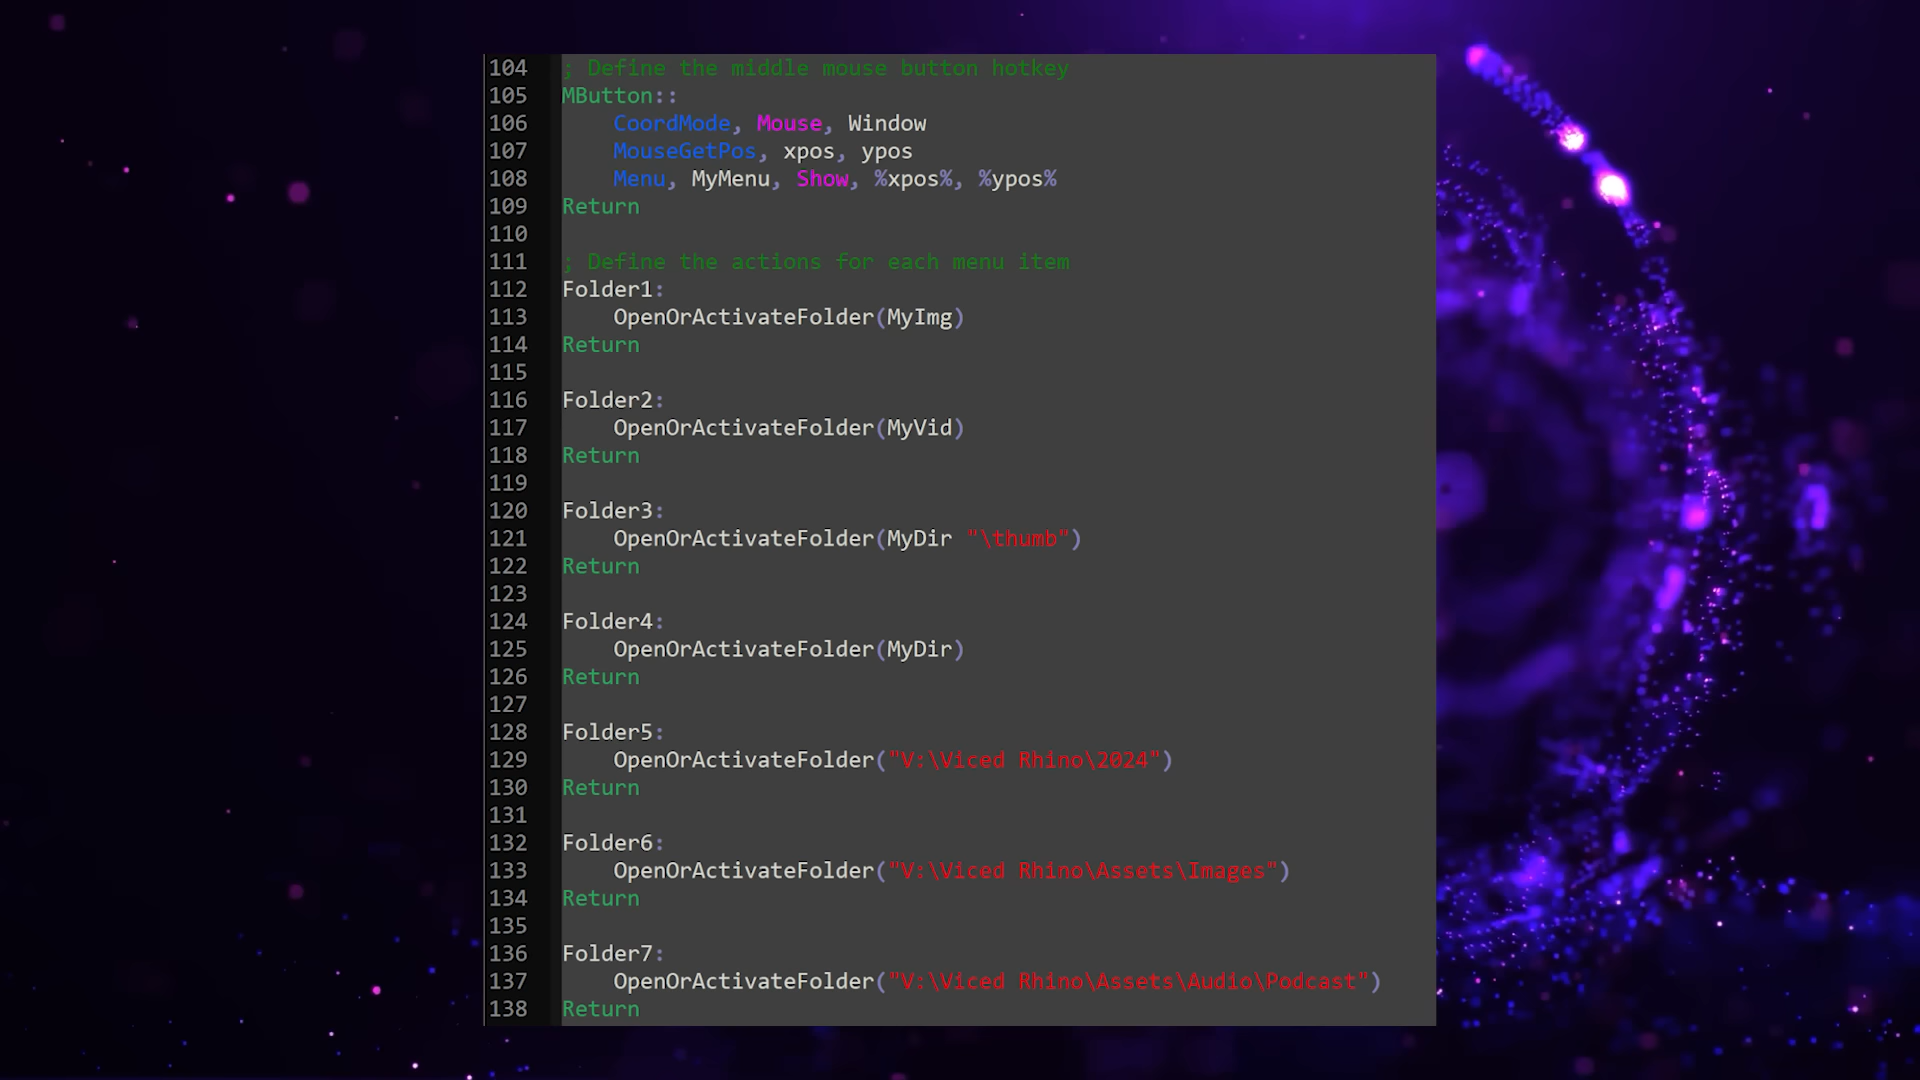 104 ; Define the middle mouse button hotkey
105 MButton::
106 CoordMode, Mouse, Window
107 MouseGetPos, xpos, ypos
108 Menu, MyMenu, Show, %xpos%, %ypos%
109 Return
110
111 ; Define the actions for each menu item
112 Folder1:
113 OpenOrActivateFolder(MyImg)
114 Return
115
116 Folder2:
117 OpenOrActivateFolder(MyVid)
118 Return
119
120 Folder3:
121 OpenOrActivateFolder(MyDir "\thumb")
122 Return
123
124 Folder4:
125 OpenOrActivateFolder(MyDir)
126 Return
127
128 Folder5:
129 OpenOrActivateFolder("V:\Viced Rhino\2024")
130 Return
131
132 Folder6:
133 OpenOrActivateFolder("V:\Viced Rhino\Assets\Images")
134 Return
135
136 Folder7:
137 OpenOrActivateFolder("V:\Viced Rhino\Assets\Audio\Podcast")
138 Return